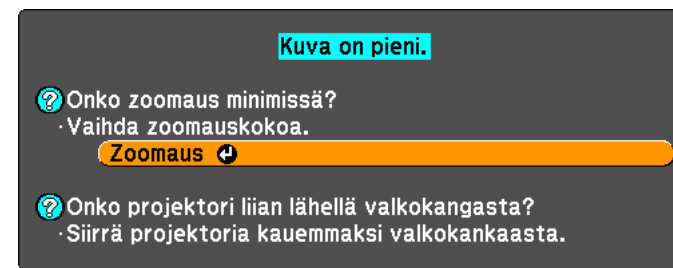 Kuva on pieni.
Onko zoomaus minimissä?
·Vaihda zoomauskokoa.
Zoomaus
Onko projektori liian lähellä valkokangasta?
·Siirrä projektoria kauemmaksi valkokankaasta.